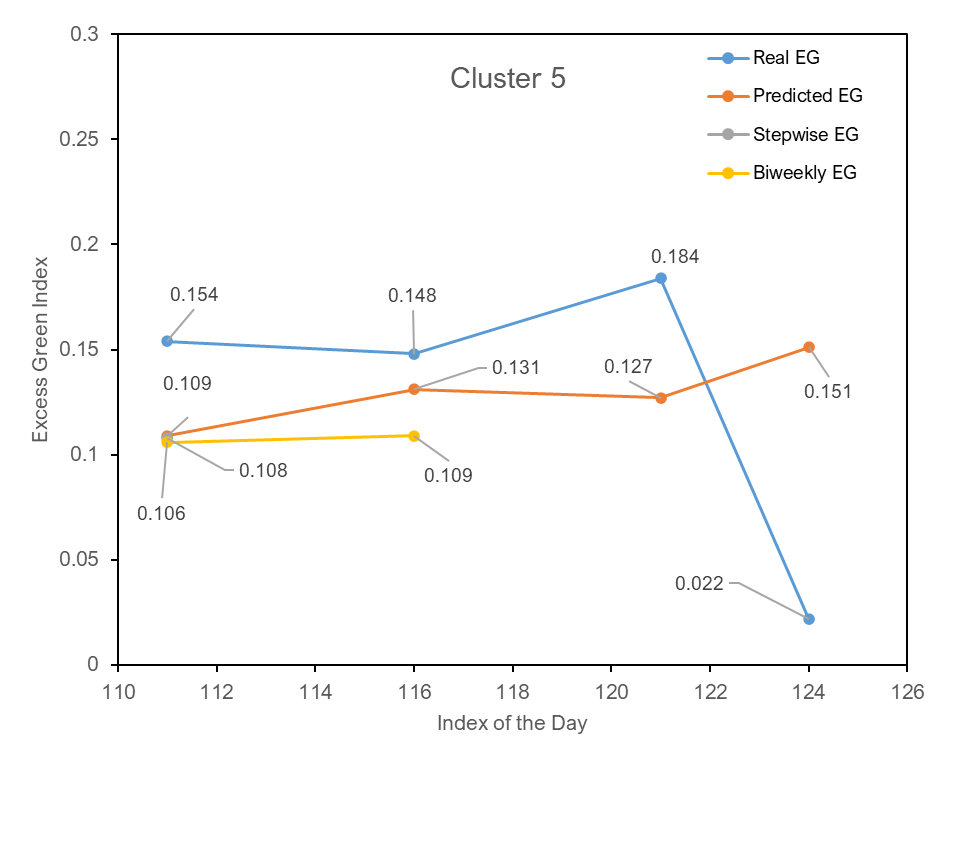 Cluster 5
Real EG
Predicted EG
Stepwise EG
Biweekly EG
0.3
0.25
0.2
0.15
0.1
0.05
0
Excess Green Index
0.154
0.148
0.184
0.109
0.131
0.127
0.151
0.108
0.109
0.106
0.022
110 112 114 116 118 120 122 124 126
Index of the Day